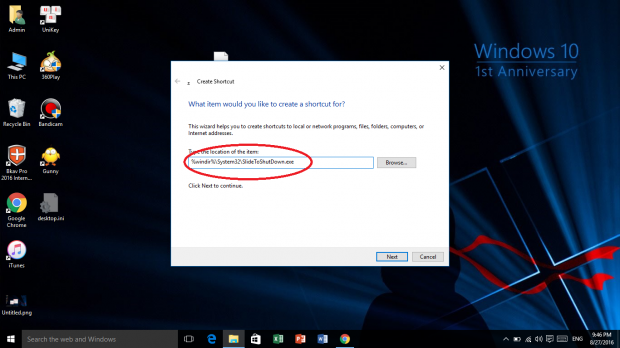 Admin
UniKey
This PC
360Play
Recycle Bin
Bandicam
Bkav Pro
2016 Intern...
Gunny
Google
Chrome
desktop.ini
iTunes
Untitled.png
Windows 10
1st Anniversary
Create Shortcut
What item would you like to create a shortcut for?
This wizard helps you to create shortcuts to local or network programs, files, folders, computers, or
Internet addresses.
Type the location of the item:
%windir%\System32\SlideToShutDown.exe
Browse...
Click Next to continue.
Next
Cancel
Search the web and Windows
ENG
9:46 PM
8/27/2016